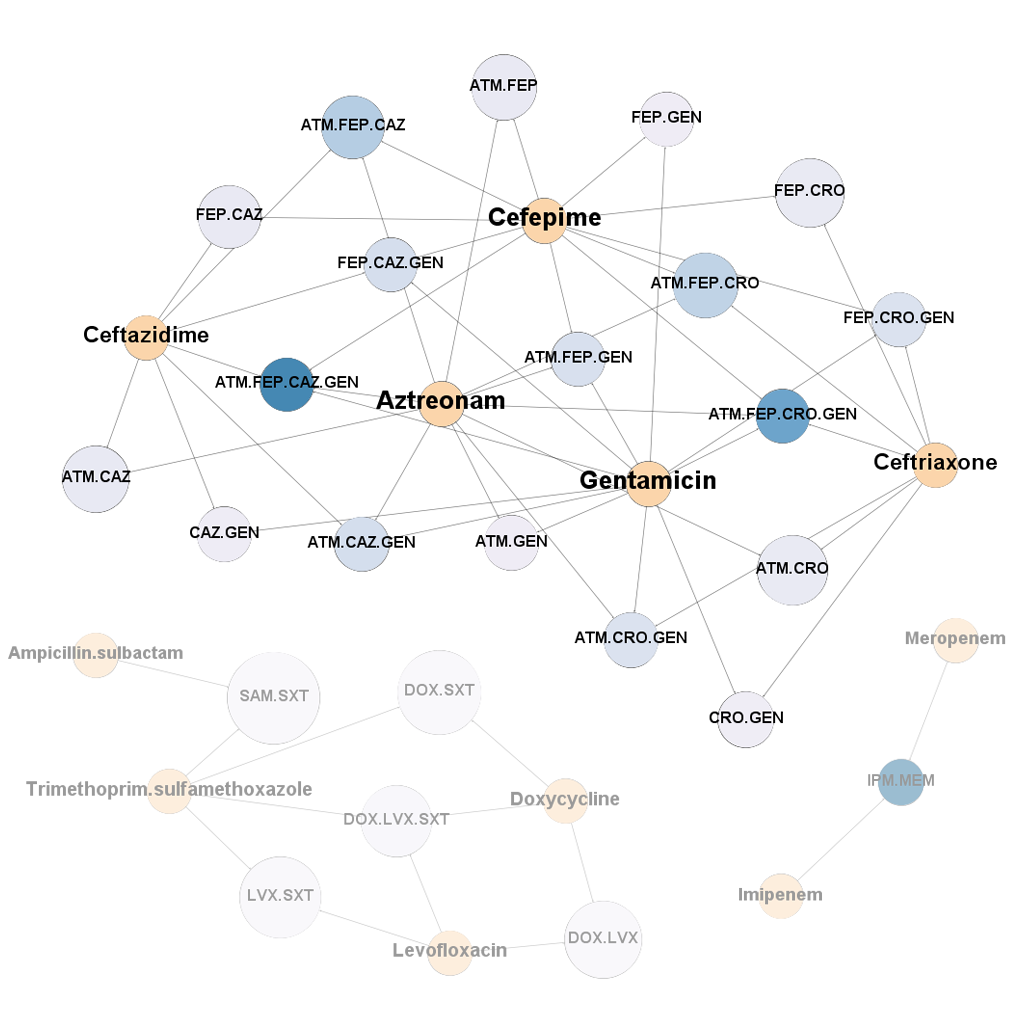 ATM.FEP
FEP.GEN
ATM.FEP.CAZ
FEP.CRO
FEP.CAZ
Cefepime
FEP.CAZ.GEN
ATM.FEP.CRO
FEP.CRO.GEN
Ceftazidime
ATM.FEP.GEN
ATM.FEP.CAZ.GEN
Aztreonam
ATM.FEP.CRO.GEN
Ceftriaxone
ATM.CAZ
Gentamicin
CAZ.GEN
ATM.CAZ.GEN
ATM.GEN
ATM.CRO
ATM.CRO.GEN
Meropenem
Ampicillin.sulbactam
SAM.SXT
DOX.SXT
CRO.GEN
IPM.MEM
Trimethoprim.sulfamethoxazole
Doxycycline
DOX.LVX.SXT
LVX.SXT
Imipenem
DOX.LVX
Levofloxacin